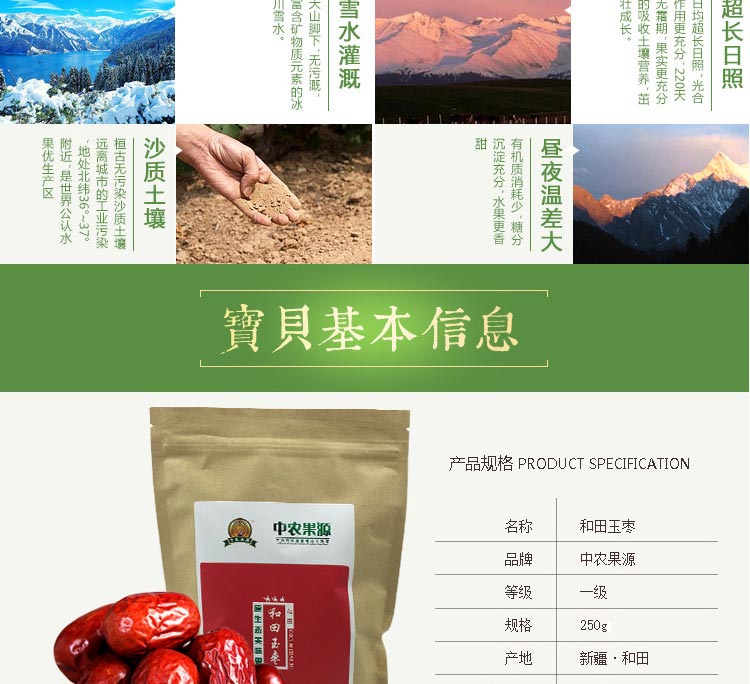 雪水灌溉
天山脚下,无污溉,
富含矿物质元素的冰
川雪水。
超长日照
日均超长日照,光合
作用更充分,220天
无霜期,果实更充分
的吸收土壤营养,茁
壮成长。
沙质土壤
桓古无污染沙质土壤
远离城市的工业污染
,地处北纬36°~37°
附近,是世界公认水
果优生产区
昼夜温差大
有机质消耗少,糖分
沉淀充分,水果更香
甜
寶贝基本信息
中农果源
和田玉枣
原生态美味
产品规格 PRODUCT SPECIFICATION
名称 和田玉枣
品牌 中农果源
等级 一级
规格 250g
产地 新疆·和田